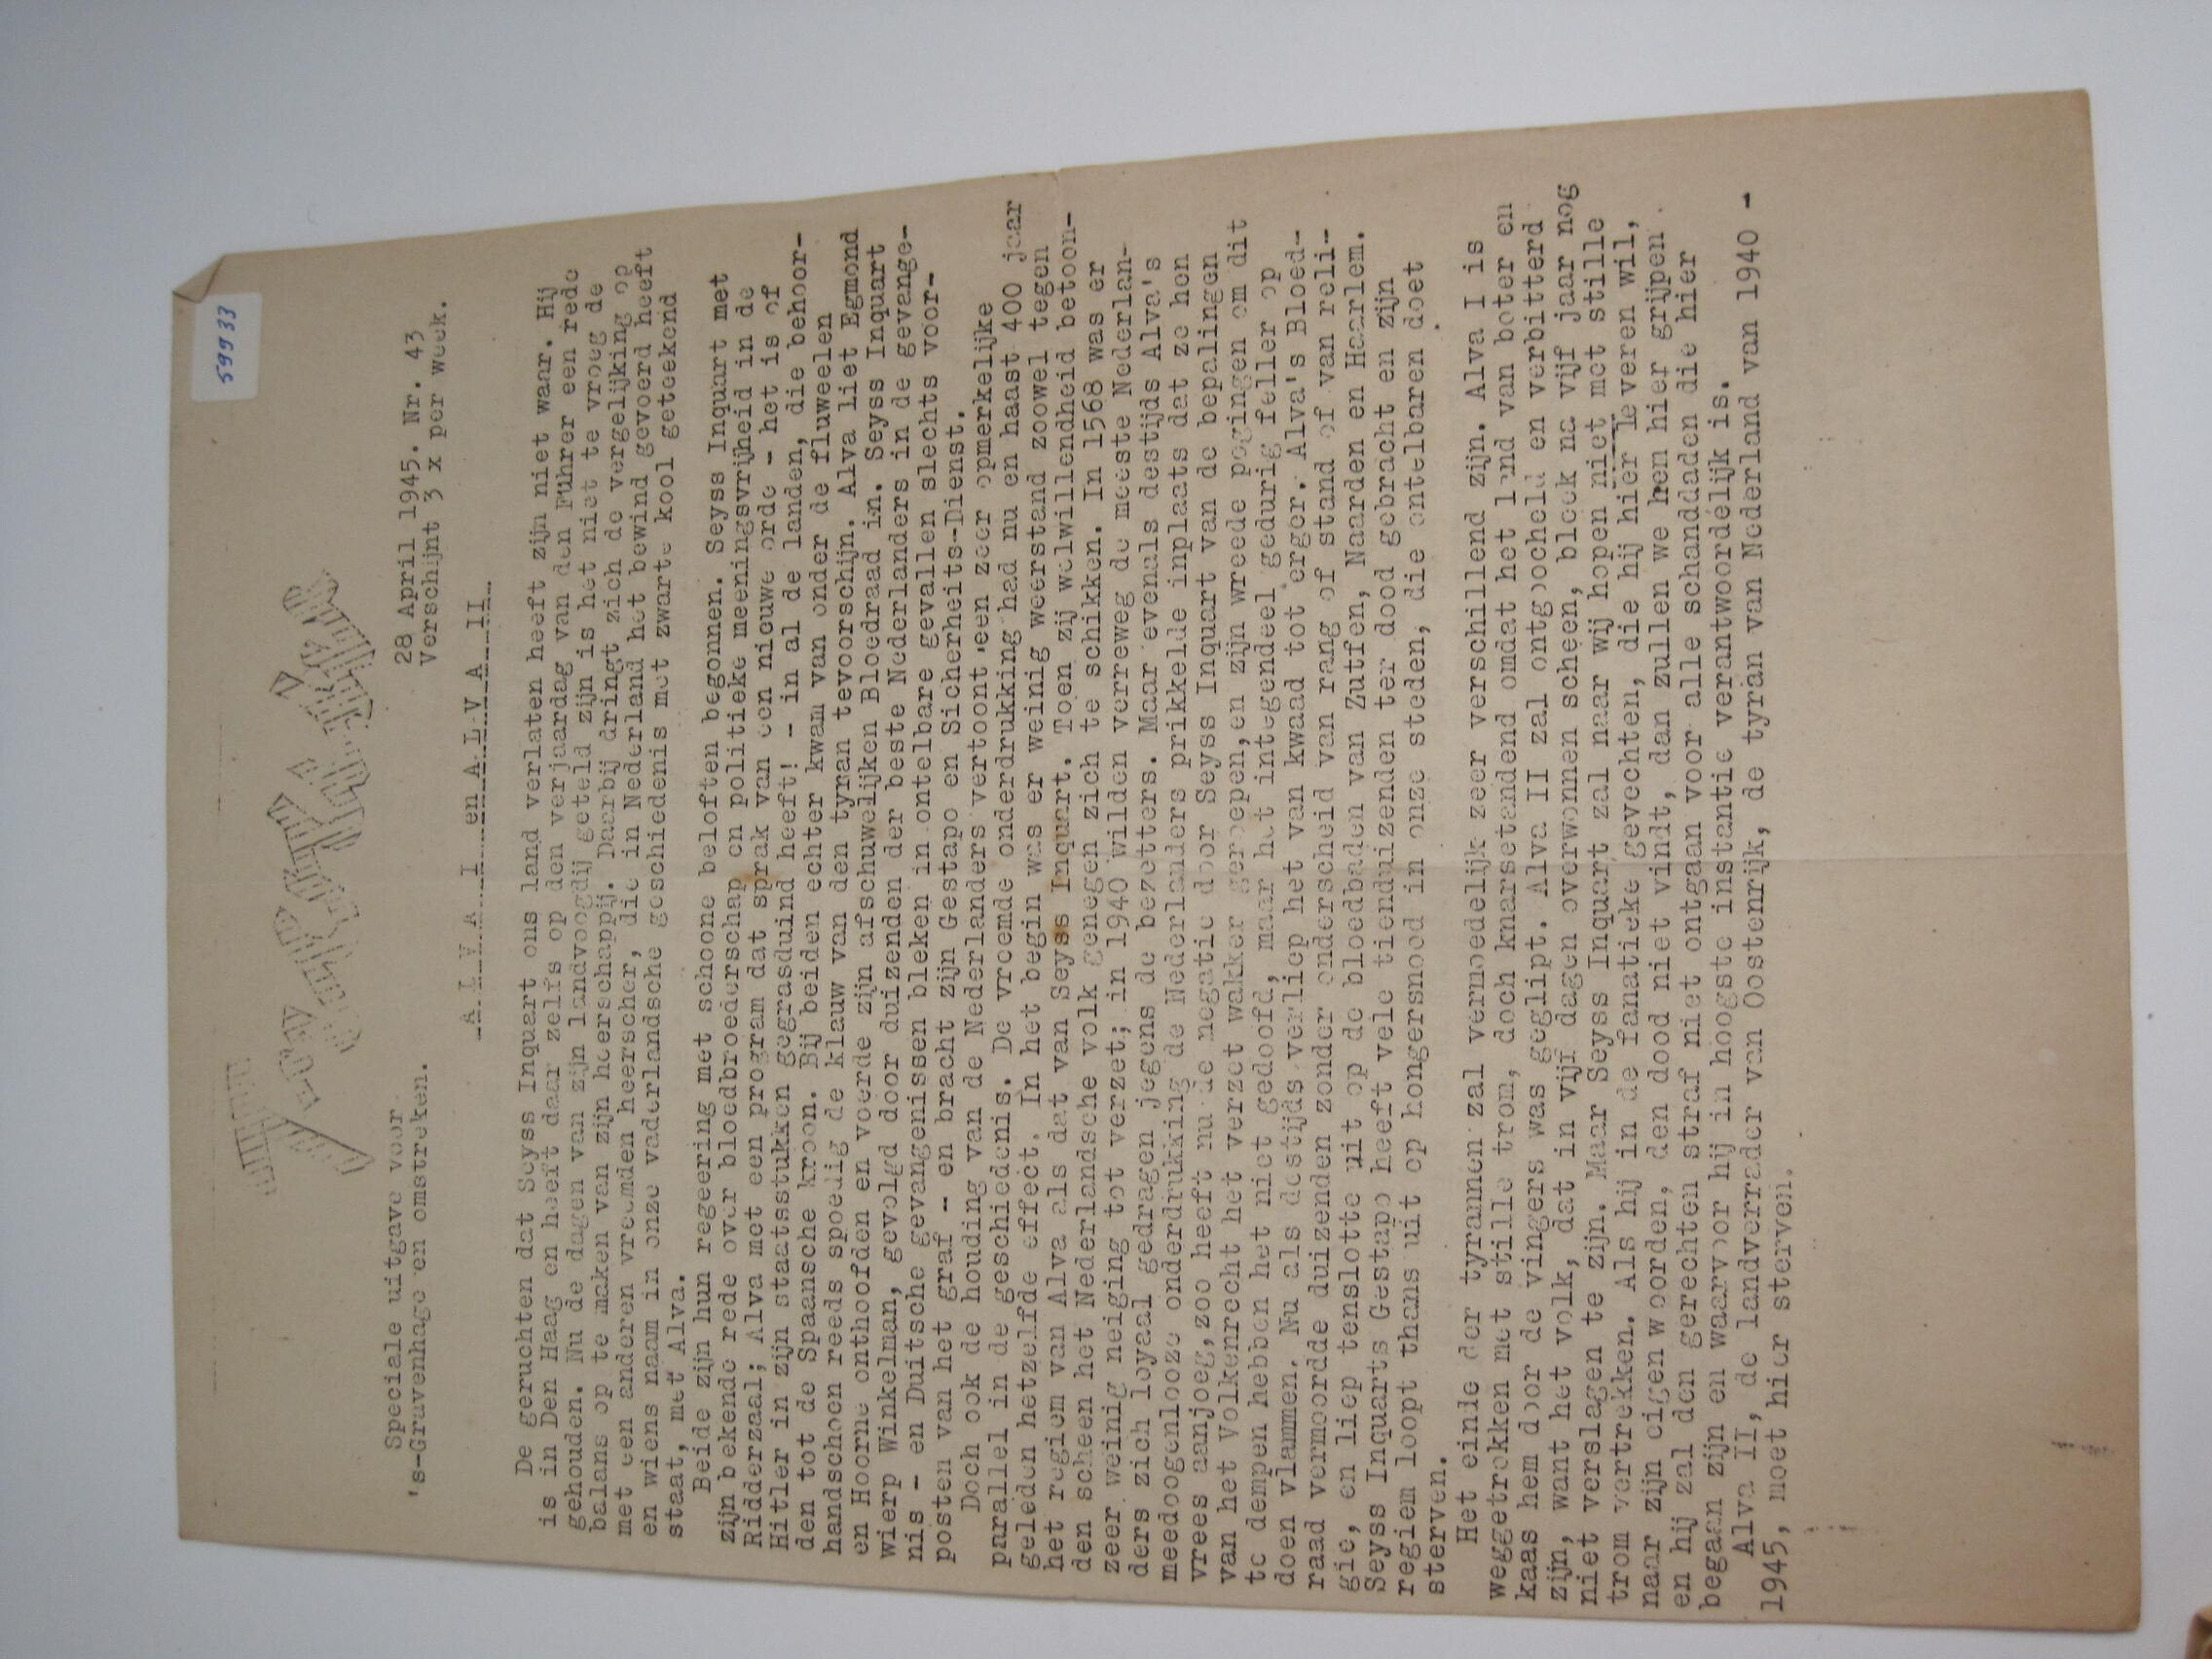 59933
Speciale uitgave voor
's-Gravenhage en omstreken.
28 April 1945. Nr. 43
Verschijnt 3 x per week.
A L V A I en A L V A II
De geruchten dat Seyss Inquart ons land verlaten heeft zijn niet waar. Hij
is in Den Haag en heeft daar zelfs op den verjaardag van den Führer een rede
gehouden. Nu de dagen van zijn landvoogdij geteld zijn is het niet te vroeg de
balans op te maken van zijn heerschappij. Daarbij dringt zich de vergelijking op
met een anderen vreemden heerscher, die in Nederland het bewind gevoerd heeft
en wiens naam in onze vaderlandsche geschiedenis met zwarte kool geteekend
staat, met Alva.
Beide zijn hun regeering met schoone beloften begonnen. Seyss Inquart met
zijn bekende rede over bloedbroederschap en politieke meeningsvrijheid in de
Ridderzaal; Alva met een program dat sprak van een nieuwe orde - het is of
Hitler in zijn staatsstukken gegrasduind heeft! - in al de landen, die behoor-
den tot de Spaansche kroon. Bij beiden echter kwam van onder de fluweelen
handschoen reeds spoedig de klauw van den tyran tevoorschijn. Alva liet Egmond
en Hoorne onthoofden en voerde zijn afschuwelijken Bloedraad in. Seyss Inquart
wierp Winkelman, gevolgd door duizenden der beste Nederlanders in de gevange-
nis - en Duitsche gevangenissen bleken in ontelbare gevallen slechts voor-
posten van het graf - en bracht zijn Gestapo en Sicherheits-Dienst.
Doch ook de houding van de Nederlanders vertoont een zeer opmerkelijke
parallel in de geschiedenis. De vreemde onderdrukking had nu en haast 400 jaar
geleden hetzelfde effect. In het begin was er weinig weerstand zoowel tegen
het regiem van Alva als dat van Seyss Inquart. Toen zij welwillendheid betoon-
den scheen het Nederlandsche volk genegen zich te schikken. In 1568 was er
zeer weinig neiging tot verzet; in 1940 wilden verreweg de meeste Nederlan-
ders zich loyaal gedragen jegens de bezetters. Maar evenals destijds Alva's
meedoogenlooze onderdrukking de Nederlanders prikkelde inplaats dat ze hen
vrees aanjoeg, zoo heeft nu de negatie door Seyss Inquart van de bepalingen
van het Volkenrecht het verzet wakker geroepen, en zijn wreede pogingen om dit
te dempen hebben het niet gedoofd, maar het integendeel gedurig feller op
doen vlammen. Nu als destijds verliep het van kwaad tot erger. Alva's Bloed-
raad vermoordde duizenden zonder onderscheid van rang of stand of van reli-
gie, en liep tenslotte uit op de bloedbaden van Zutfen, Naarden en Haarlem.
Seyss Inquarts Gestapo heeft vele tienduizenden ter dood gebracht en zijn
regiem loopt thans uit op hongersnood in onze steden, die ontelbaren doet
sterven.
Het einde der tyrannen zal vermoedelijk zeer verschillend zijn. Alva I is
weggetrokken met stille trom, doch knarsetandend omdat het land van boter en
kaas hem door de vingers was geglipt. Alva II zal ontgoocheld en verbitterd
zijn, want het volk, dat in vijf dagen overwonnen scheen, bleek na vijf jaar nog
niet verslagen te zijn. Maar Seyss Inquart zal naar wij hopen niet met stille
trom vertrekken. Als hij in de fanatieke gevechten, die hij hier leveren wil,
naar zijn eigen woorden, den dood niet vindt, dan zullen we hem hier grijpen
en hij zal den gerechten straf niet ontgaan voor alle schanddaden die hier
begaan zijn en waarvoor hij in hoogste instantie verantwoordelijk is.
Alva II, de landverrader van Oostenrijk, de tyran van Nederland van 1940 -
1945, moet hier sterven.